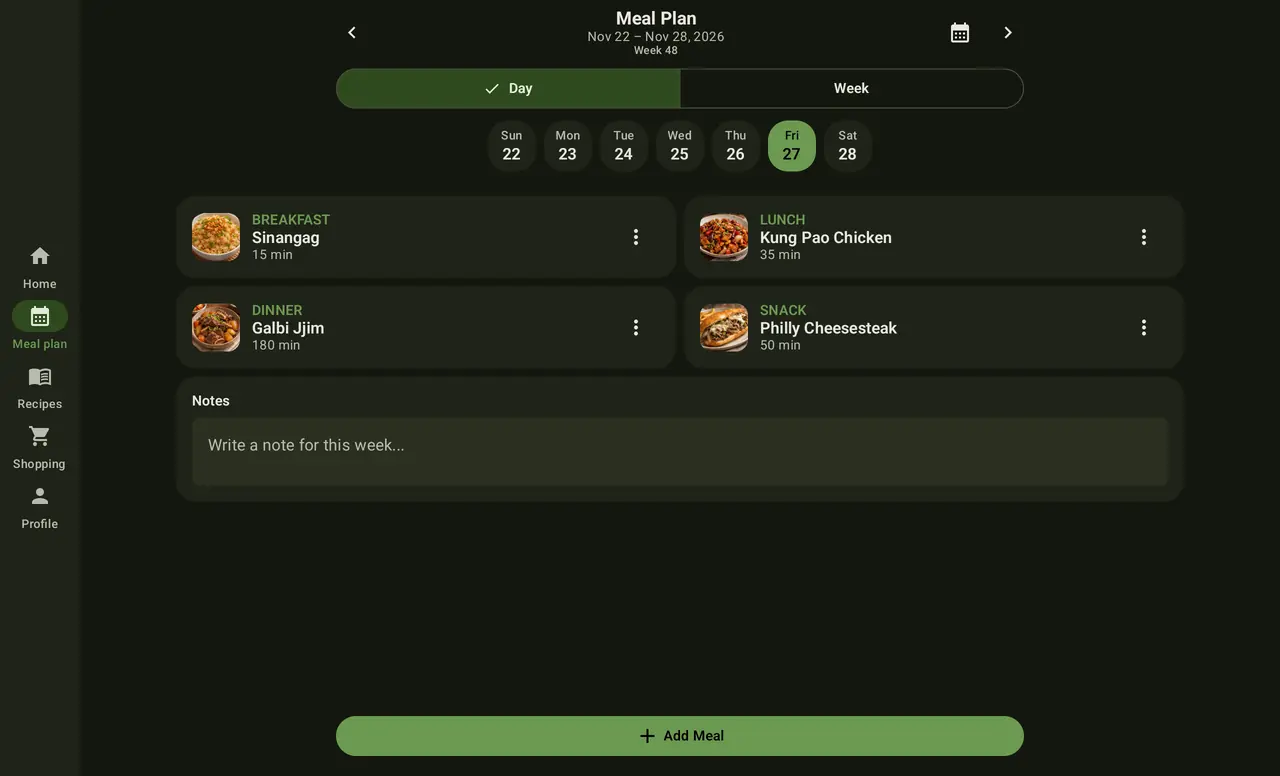 Meal Plan
Nov 22 – Nov 28, 2026
Week 48
Day
Week
Sun
22
Mon
23
Tue
24
Wed
25
Thu
26
Fri
27
Sat
28
BREAKFAST
Sinangag
15 min
LUNCH
Kung Pao Chicken
35 min
DINNER
Galbi Jjim
180 min
SNACK
Philly Cheesesteak
50 min
Notes
Write a note for this week...
Home
Meal plan
Recipes
Shopping
Profile
Add Meal